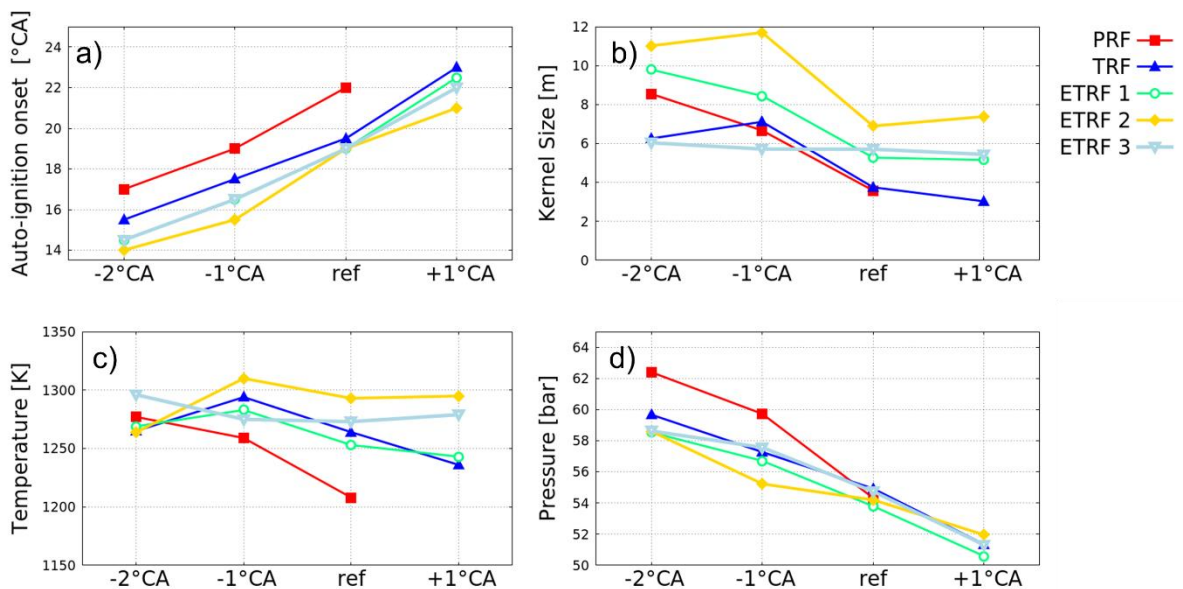 a)
Auto-ignition onset [°CA]
24
22
20
18
16
14
-2°CA -1°CA ref +1°CA
b)
Kernel Size [m]
12
10
8
6
4
2
0
-2°CA -1°CA ref +1°CA
PRF
TRF
ETRF 1
ETRF 2
ETRF 3
c)
Temperature [K]
1350
1300
1250
1200
1150
-2°CA -1°CA ref +1°CA
d)
Pressure [bar]
64
62
60
58
56
54
52
50
-2°CA -1°CA ref +1°CA